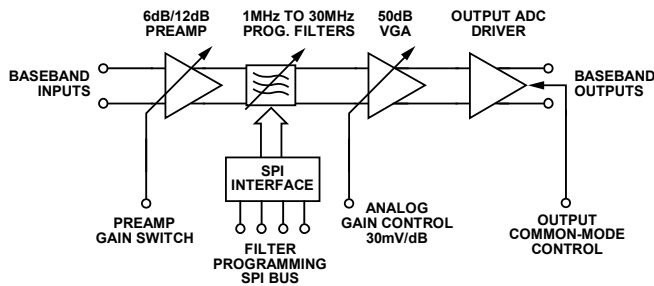 6dB/12dB
PREAMP
1MHz TO 30MHz
PROG. FILTERS
50dB
VGA
OUTPUT ADC
DRIVER
BASEBAND
INPUTS
BASEBAND
OUTPUTS
SPI
INTERFACE
PREAMP
GAIN SWITCH
FILTER
PROGRAMMING
SPI BUS
ANALOG
GAIN CONTROL
30mV/dB
OUTPUT
COMMON-MODE
CONTROL